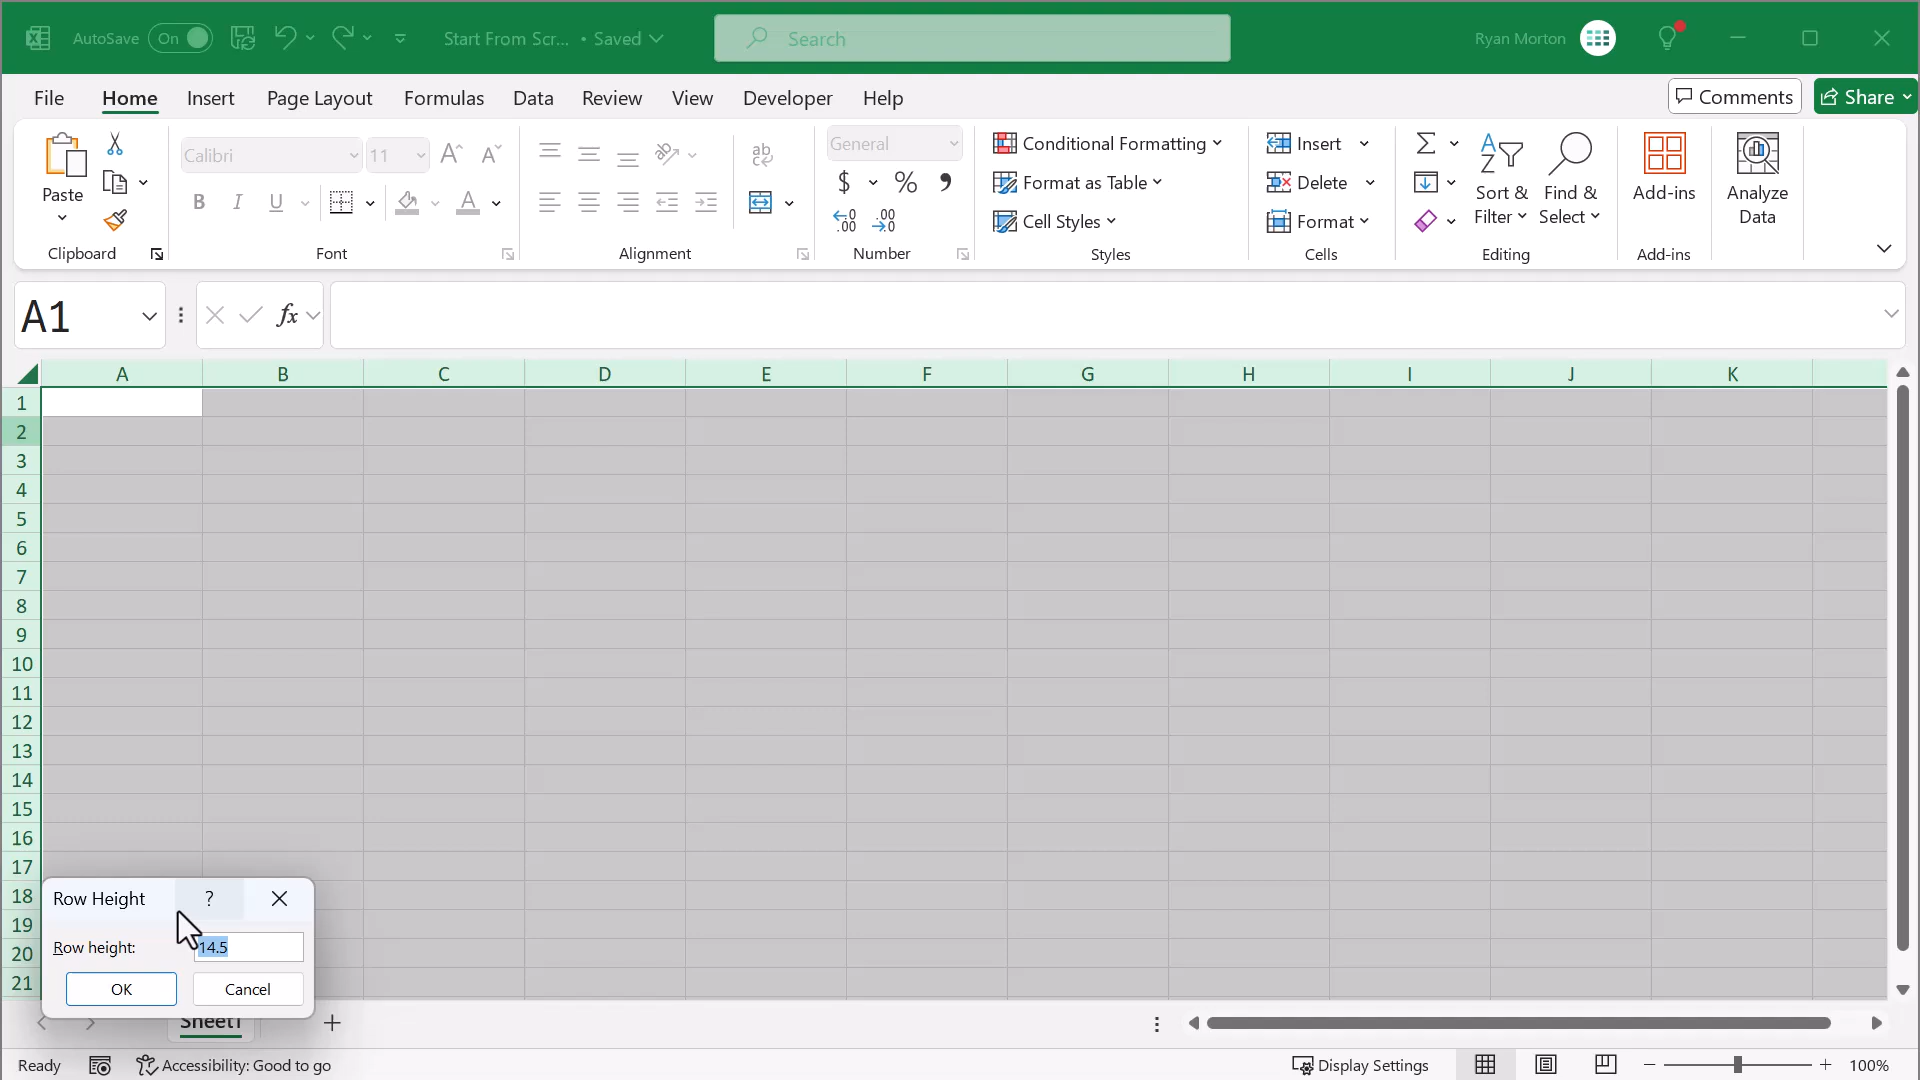 AutoSave On Start From Scr... • Saved Search Ryan Morton
File Home Insert Page Layout Formulas Data Review View Developer Help Comments Share
Paste
Clipboard
Calibri 11
B I U A
Font
ab
c
Alignment
General
$ % ,
.00
.00
Number
Conditional Formatting
Format as Table
Cell Styles
Styles
Insert
Delete
Format
Cells
Sort &
Filter
Find &
Select
Editing
Add-ins
Add-ins
Analyze
Data
A1 fx
A B C D E F G H I J K
1
2
3
4
5
6
7
8
9
10
11
12
13
14
15
16
17
18
19
20
21
Row Height ?
Row height: 14.5
OK Cancel
Sheet1
Ready Accessibility: Good to go Display Settings 100%